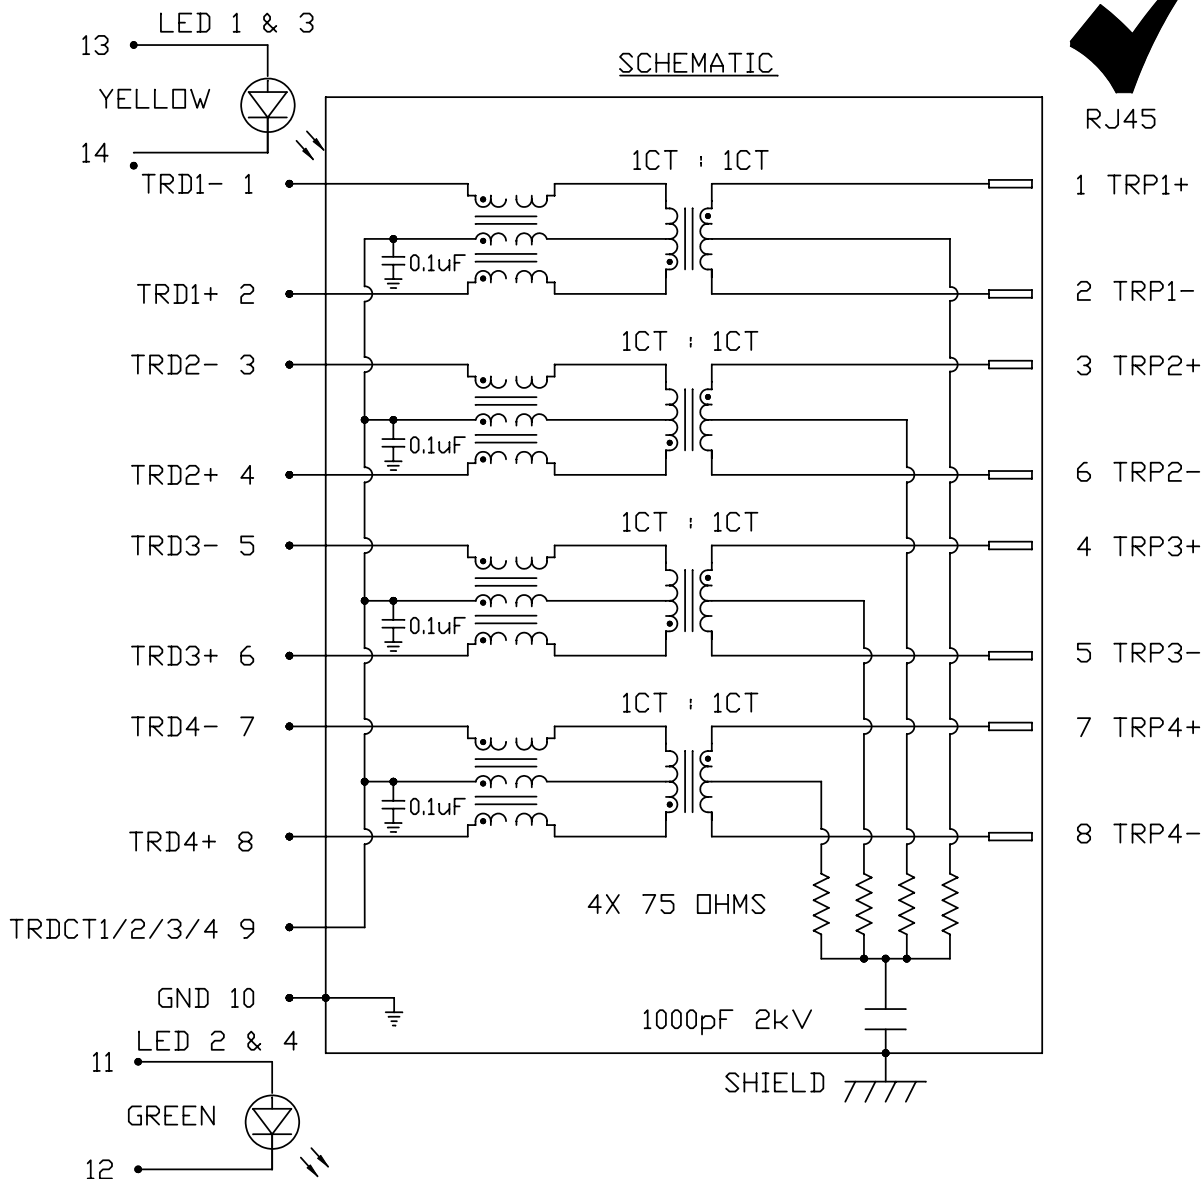 LED 1 & 3
13
SCHEMATIC
YELLOW
RJ45
14
1CT : 1CT
TRD1- 1
1 TRP1+
0.1uF
TRD1+ 2
2 TRP1-
1CT : 1CT
TRD2- 3
3 TRP2+
0.1uF
TRD2+ 4
6 TRP2-
1CT : 1CT
TRD3- 5
4 TRP3+
0.1uF
TRD3+ 6
5 TRP3-
1CT : 1CT
TRD4- 7
7 TRP4+
0.1uF
TRD4+ 8
8 TRP4-
4X 75 OHMS
TRDCT1/2/3/4 9
GND 10
1000pF 2kV
LED 2 & 4
11
SHIELD
GREEN
12